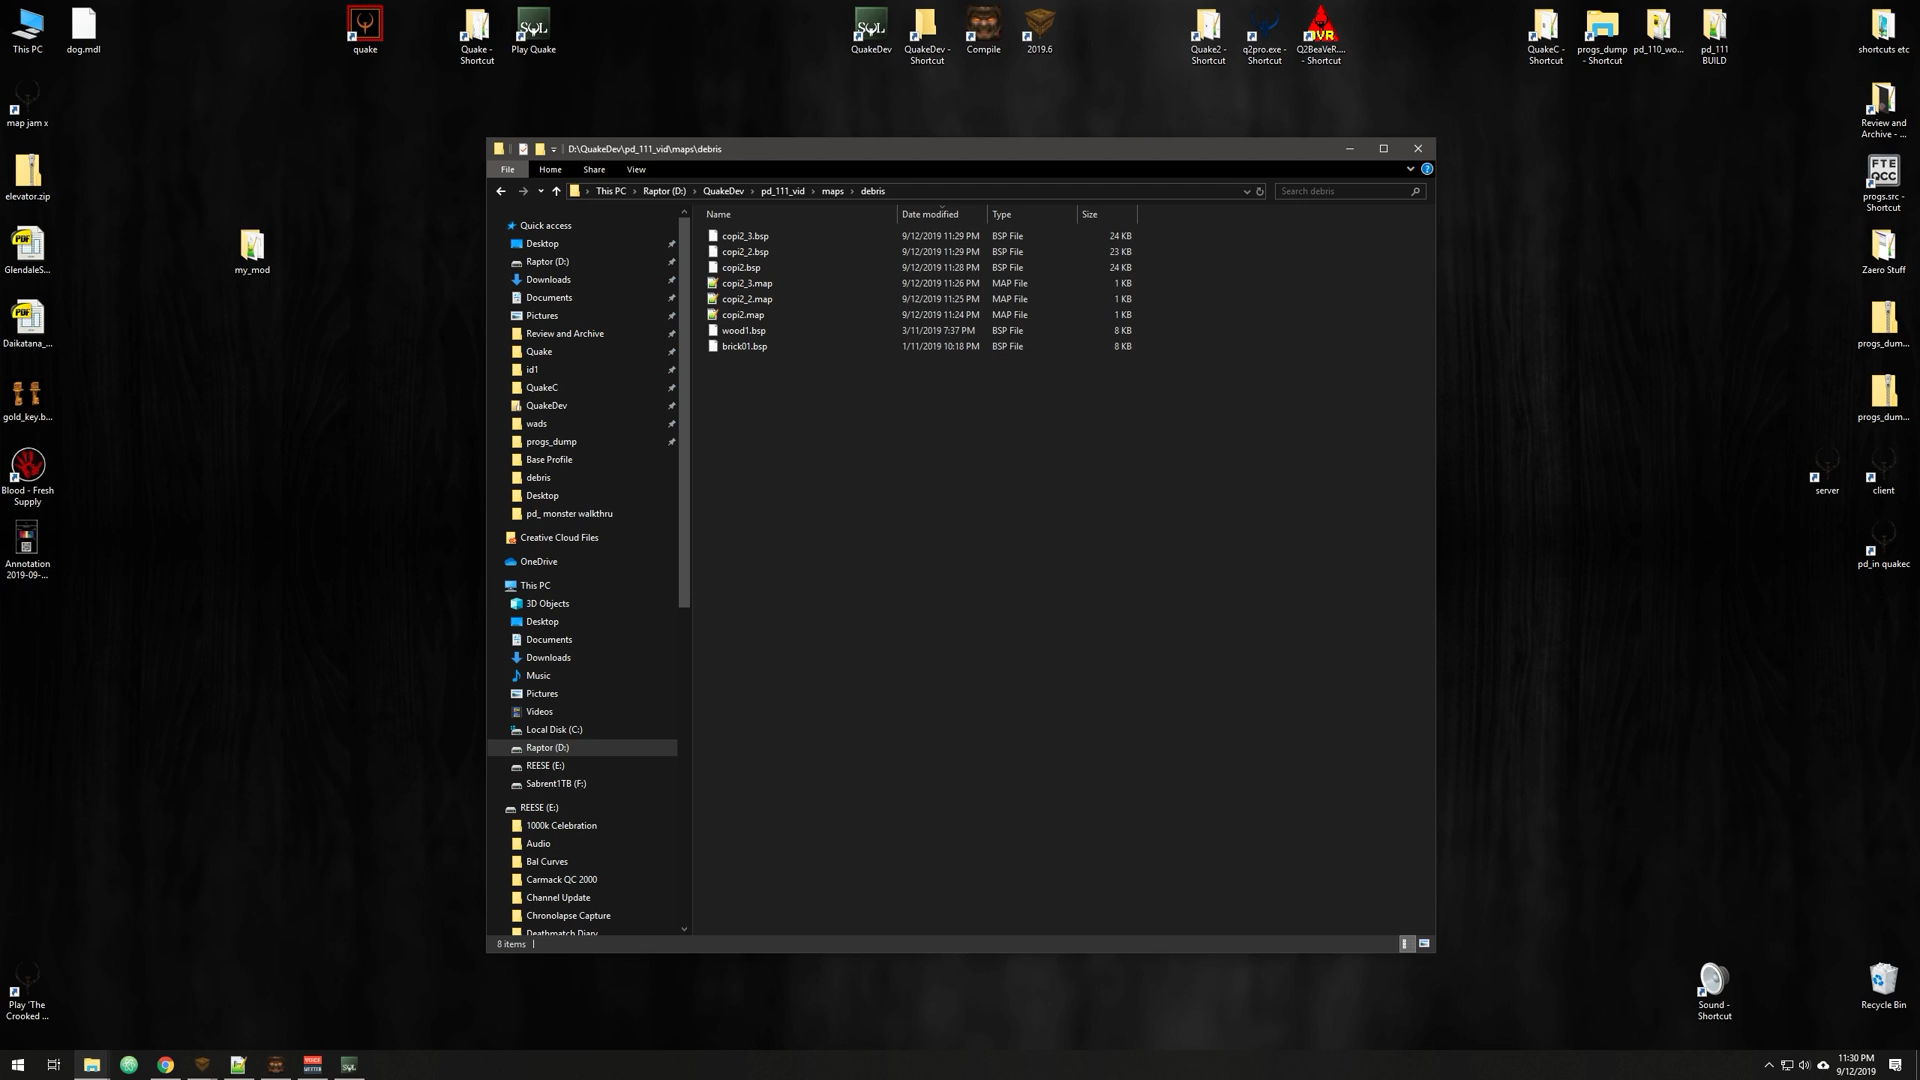 This PC
dog.mdl
quake
Quake - Shortcut
Play Quake
QuakeDev
QuakeDev - Shortcut
Compile
2019.6
Quake2 - Shortcut
q2pro.exe - Shortcut
Q2BeaVeR.... - Shortcut
QuakeC - Shortcut
progs_dump - Shortcut
pd_110_wo...
pd_111 BUILD
shortcuts etc
map jam x
elevator.zip
GlendaleS...
Daikatana_...
gold_key.b...
Blood - Fresh Supply
Annotation 2019-09-...
Play 'The Crooked ...
my_mod
Review and Archive - ...
FTE QCC
progs.src - Shortcut
Zaero Stuff
progs_dum...
progs_dum...
server
client
pd_in quakec
Sound - Shortcut
Recycle Bin
D:\QuakeDev\pd_111_vid\maps\debris
File Home Share View
This PC > Raptor (D:) > QuakeDev > pd_111_vid > maps > debris
Search debris
Quick access
Desktop
Raptor (D:)
Downloads
Documents
Pictures
Review and Archive
Quake
id1
QuakeC
QuakeDev
wads
progs_dump
Base Profile
debris
Desktop
pd_ monster walkthru
Creative Cloud Files
OneDrive
This PC
3D Objects
Desktop
Documents
Downloads
Music
Pictures
Videos
Local Disk (C:)
Raptor (D:)
REESE (E:)
Sabrent1TB (F:)
REESE (E:)
1000k Celebration
Audio
Bal Curves
Carmack QC 2000
Channel Update
Chronolapse Capture
Deathmatch Diary
Name Date modified Type Size
copi2_3.bsp 9/12/2019 11:29 PM BSP File 24 KB
copi2_2.bsp 9/12/2019 11:29 PM BSP File 23 KB
copi2.bsp 9/12/2019 11:28 PM BSP File 24 KB
copi2_3.map 9/12/2019 11:26 PM MAP File 1 KB
copi2_2.map 9/12/2019 11:25 PM MAP File 1 KB
copi2.map 9/12/2019 11:24 PM MAP File 1 KB
wood1.bsp 3/11/2019 7:37 PM BSP File 8 KB
brick01.bsp 1/11/2019 10:18 PM BSP File 8 KB
8 items
11:30 PM
9/12/2019